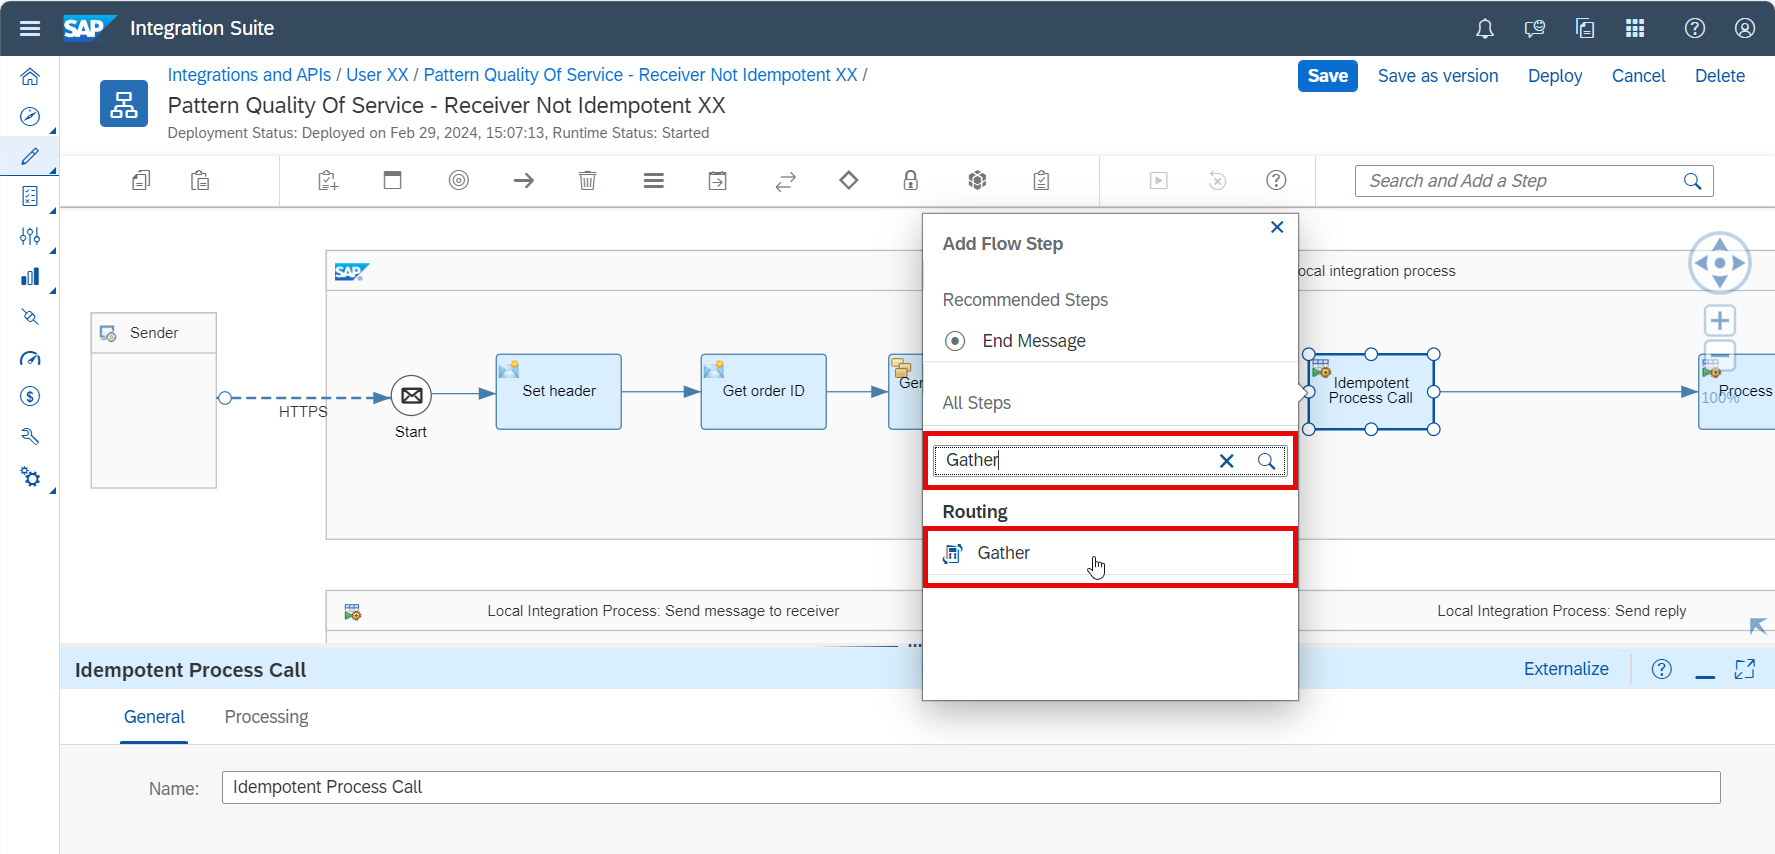 SAP Integration Suite
Integrations and APIs / User XX / Pattern Quality Of Service - Receiver Not Idempotent XX /
Save Save as version Deploy Cancel Delete
Pattern Quality Of Service - Receiver Not Idempotent XX
Deployment Status: Deployed on Feb 29, 2024, 15:07:13, Runtime Status: Started
Search and Add a Step
Add Flow Step
SAP
ocal integration process
Recommended Steps
Sender
End Message
Set header
Get order ID
Ger
Idempotent
Process Call
Process
100%
All Steps
HTTPS
Start
Gather
Routing
Gather
Local Integration Process: Send message to receiver
Local Integration Process: Send reply
Idempotent Process Call
Externalize
General Processing
Name: Idempotent Process Call